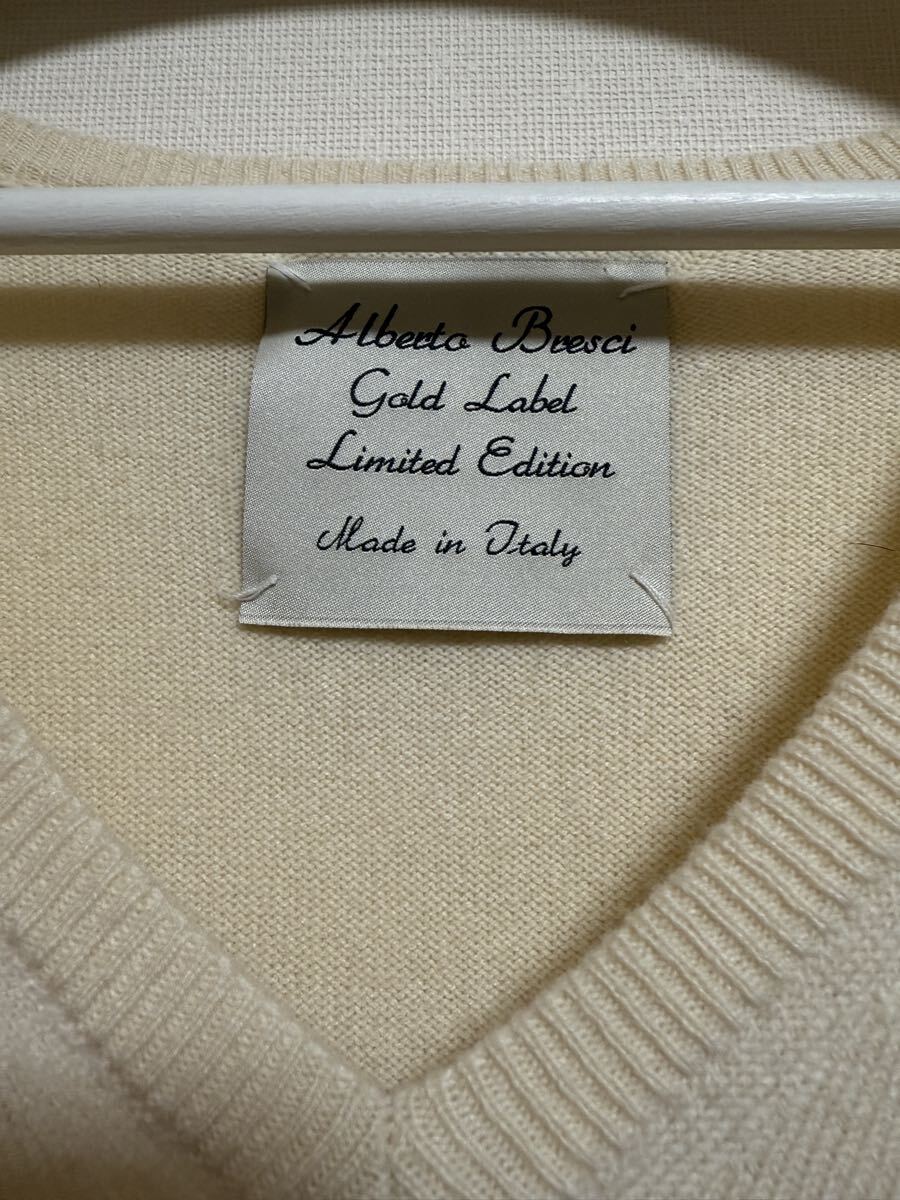 Alberto Bresci
Gold Label
Limited Edition
Made in Italy